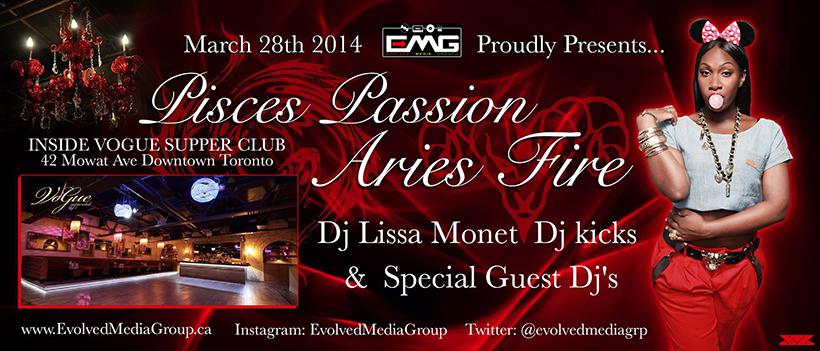 March 28th 2014 EMG MEDIA Proudly Presents...
Pisces Passion
Aries Fire
INSIDE VOGUE SUPPER CLUB
42 Mowat Ave Downtown Toronto
VoGue
Dj Lissa Monet Dj kicks
& Special Guest Dj's
www.EvolvedMediaGroup.ca Instagram: EvolvedMediaGroup Twitter: @evolvedmediagrp